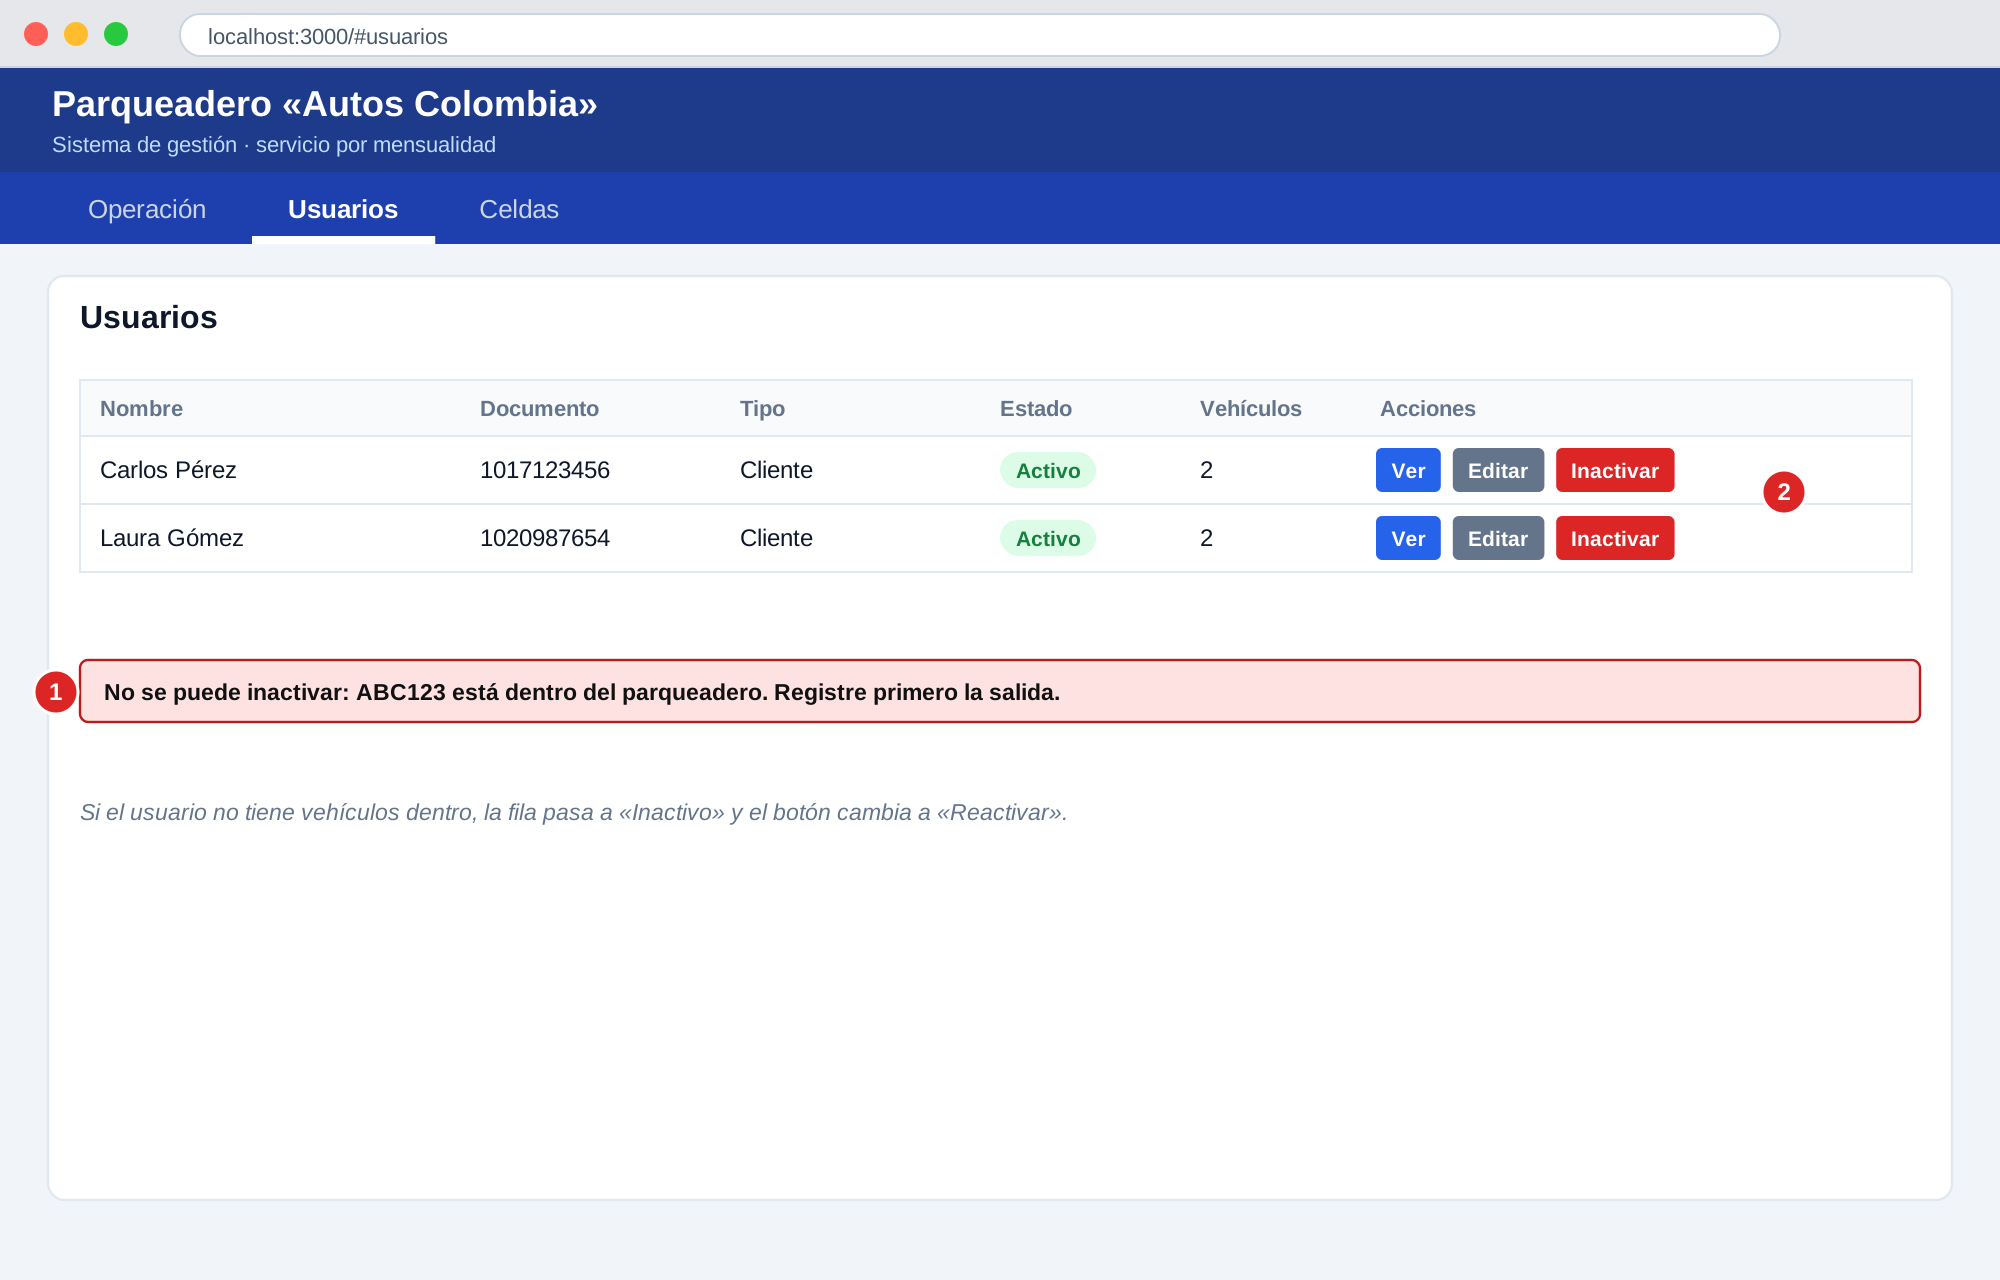 localhost:3000/#usuarios
Parqueadero «Autos Colombia»
Sistema de gestión · servicio por mensualidad
Operación Usuarios Celdas
Usuarios
Nombre Documento Tipo Estado Vehículos Acciones
Carlos Pérez 1017123456 Cliente Activo 2 Ver Editar Inactivar
2
Laura Gómez 1020987654 Cliente Activo 2 Ver Editar Inactivar
1 No se puede inactivar: ABC123 está dentro del parqueadero. Registre primero la salida.
Si el usuario no tiene vehículos dentro, la fila pasa a «Inactivo» y el botón cambia a «Reactivar».